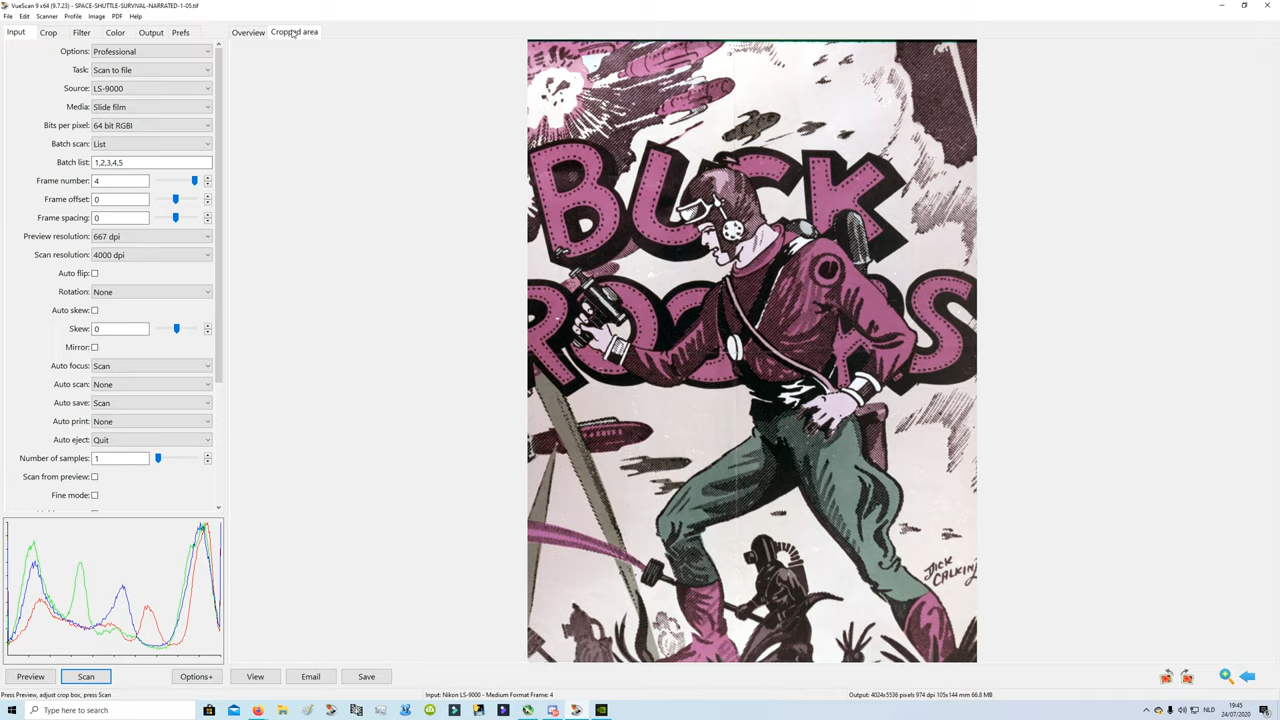 VueScan 9 x64 (9.7.23) - SPACE-SHUTTLE-SURVIVAL-NARRATED-1-05.tif
File Edit Scanner Profile Image PDF Help
Input Crop Filter Color Output Prefs
Overview Cropped area
Options: Professional
Task: Scan to file
Source: LS-9000
Media: Slide film
Bits per pixel: 64 bit RGBI
Batch scan: List
Batch list: 1,2,3,4,5
Frame number: 4
Frame offset: 0
Frame spacing: 0
Preview resolution: 667 dpi
Scan resolution: 4000 dpi
Auto flip:
Rotation: None
Auto skew:
Skew: 0
Mirror:
Auto focus: Scan
Auto scan: None
Auto save: Scan
Auto print: None
Auto eject: Quit
Number of samples: 1
Scan from preview:
Fine mode:
BUCK
ROGERS
JACK
CALKIN
Preview Scan Options+ View Email Save
Press Preview, adjust crop box, press Scan
Input: Nikon LS-9000 - Medium Format Frame: 4
Output: 4024x5536 pixels 974 dpi 105x144 mm 66.8 MB
Type here to search
NLD
19:45
24/07/2020